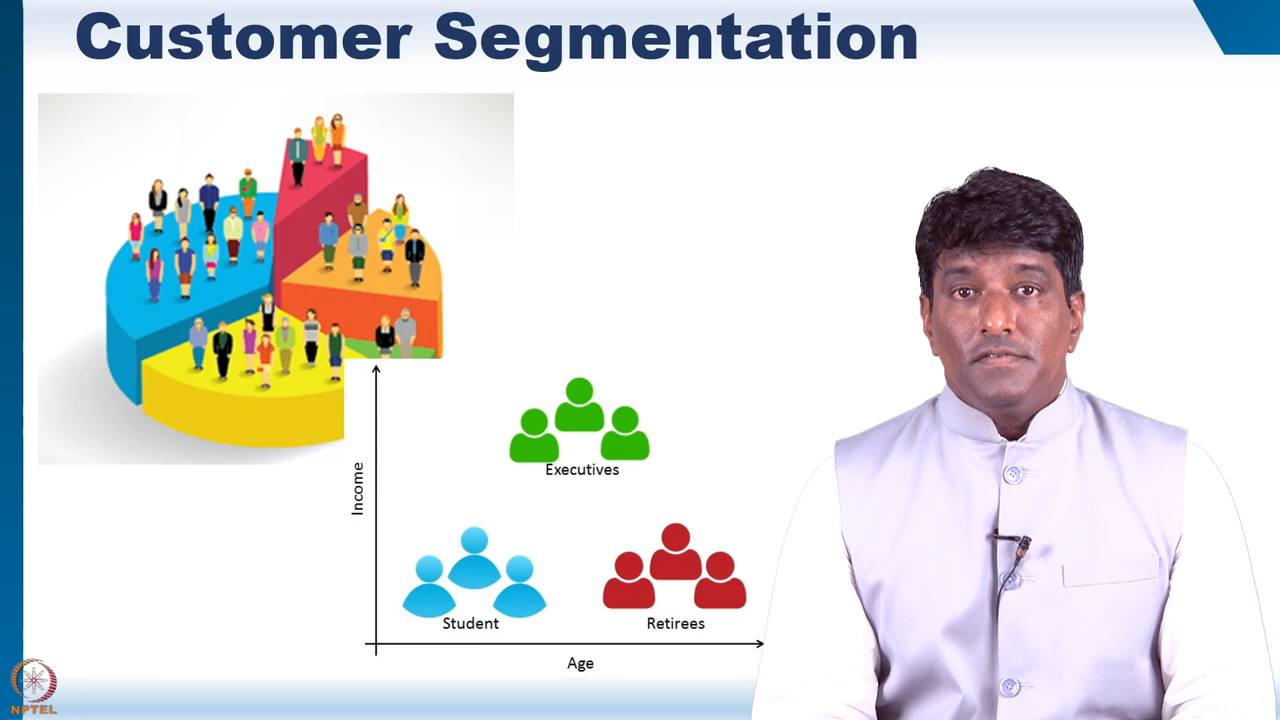 Customer Segmentation
Income
Executives
Student
Retirees
Age
NPTEL